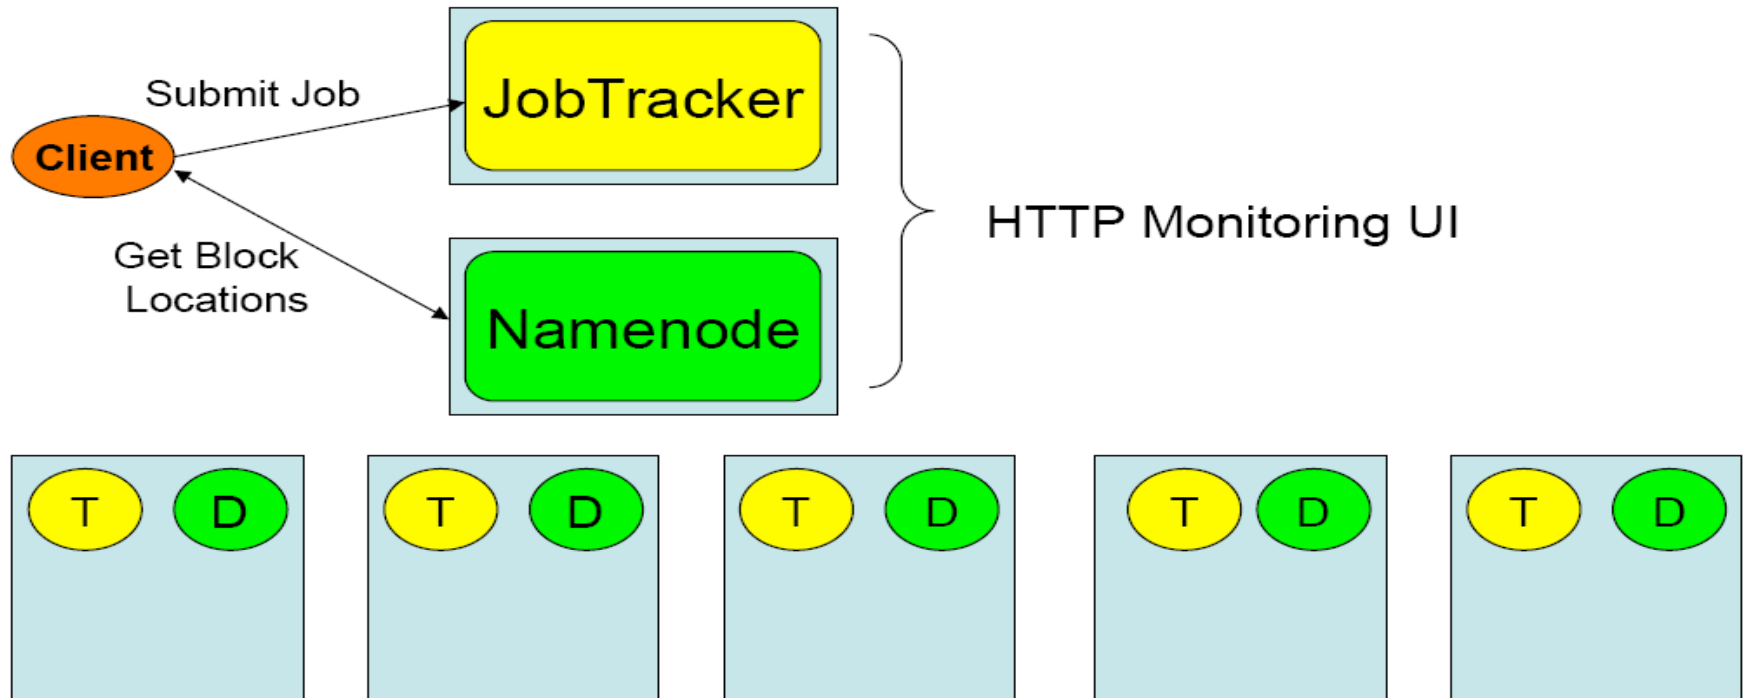 Submit Job
JobTracker
Client
HTTP Monitoring UI
Get Block
Locations
Namenode
T D T D T D T D T D